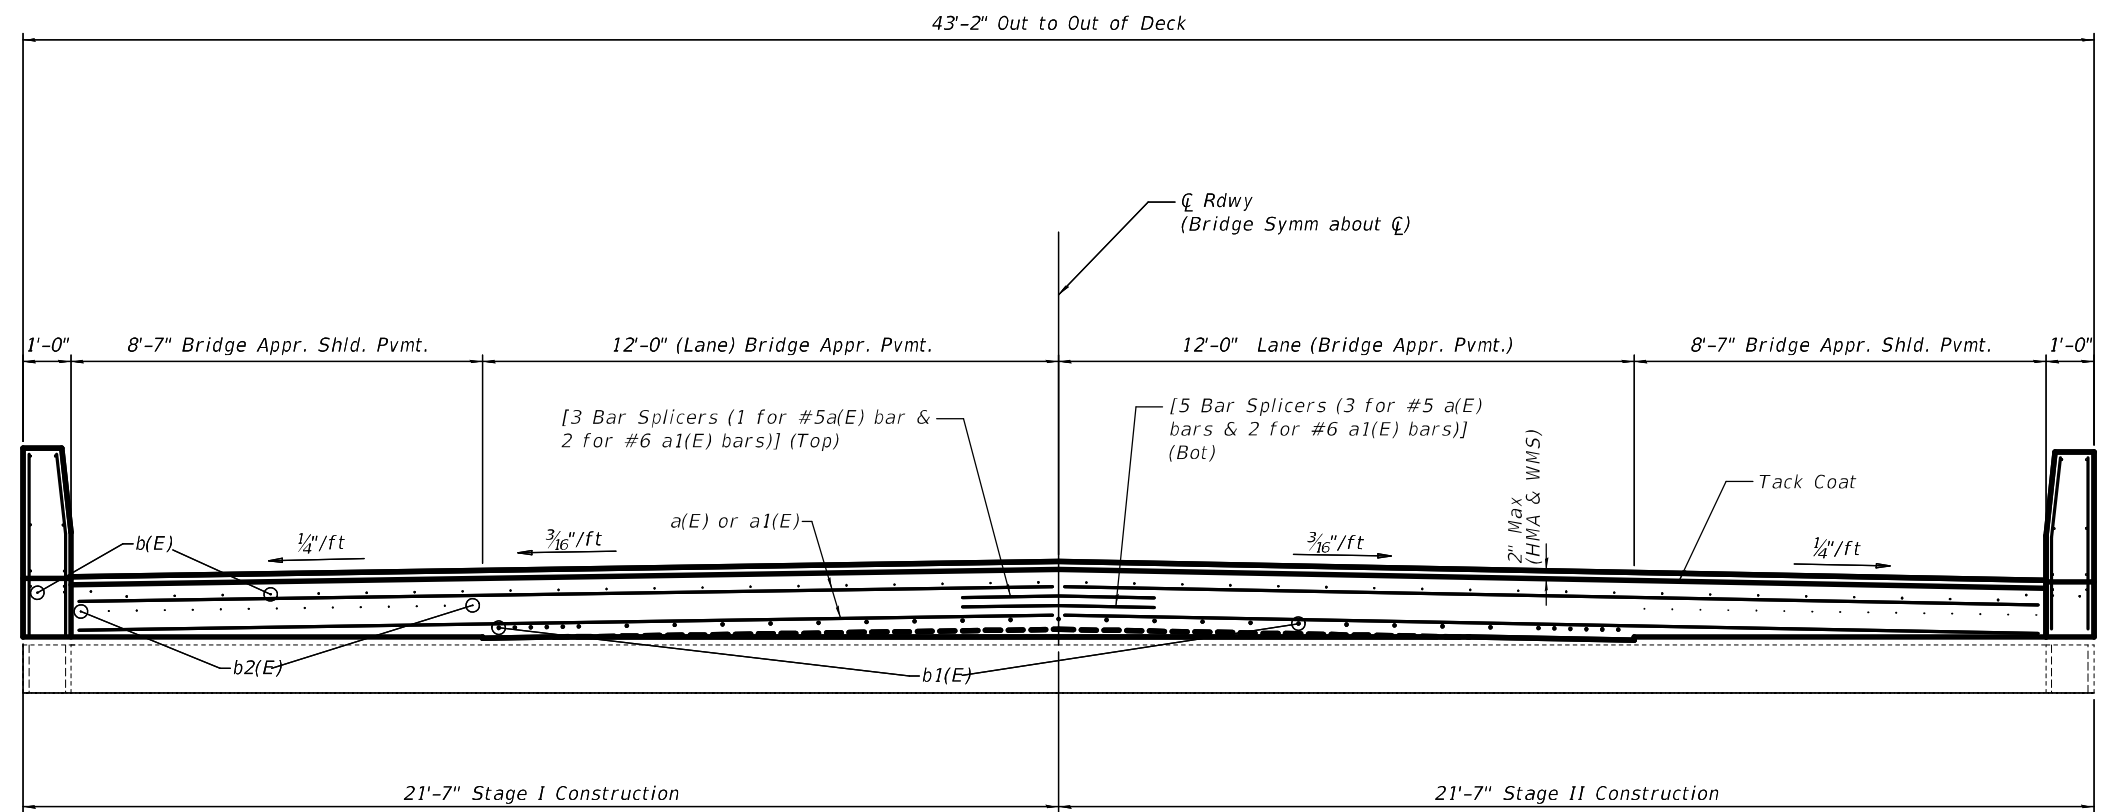 43'-2" Out to Out of Deck
℄ Rdwy
(Bridge Symm about ℄)
1'-0"
8'-7" Bridge Appr. Shld. Pvmt.
12'-0" (Lane) Bridge Appr. Pvmt.
12'-0" Lane (Bridge Appr. Pvmt.)
8'-7" Bridge Appr. Shld. Pvmt.
1'-0"
[3 Bar Splicers (1 for #5a(E) bar &
2 for #6 a1(E) bars)] (Top)
[5 Bar Splicers (3 for #5 a(E)
bars & 2 for #6 a1(E) bars)]
(Bot)
2" Max
(HMA & WMS)
Tack Coat
a(E) or a1(E)
b(E)
1/4"/ft
3/16"/ft
3/16"/ft
1/4"/ft
b2(E)
b1(E)
21'-7" Stage I Construction
21'-7" Stage II Construction